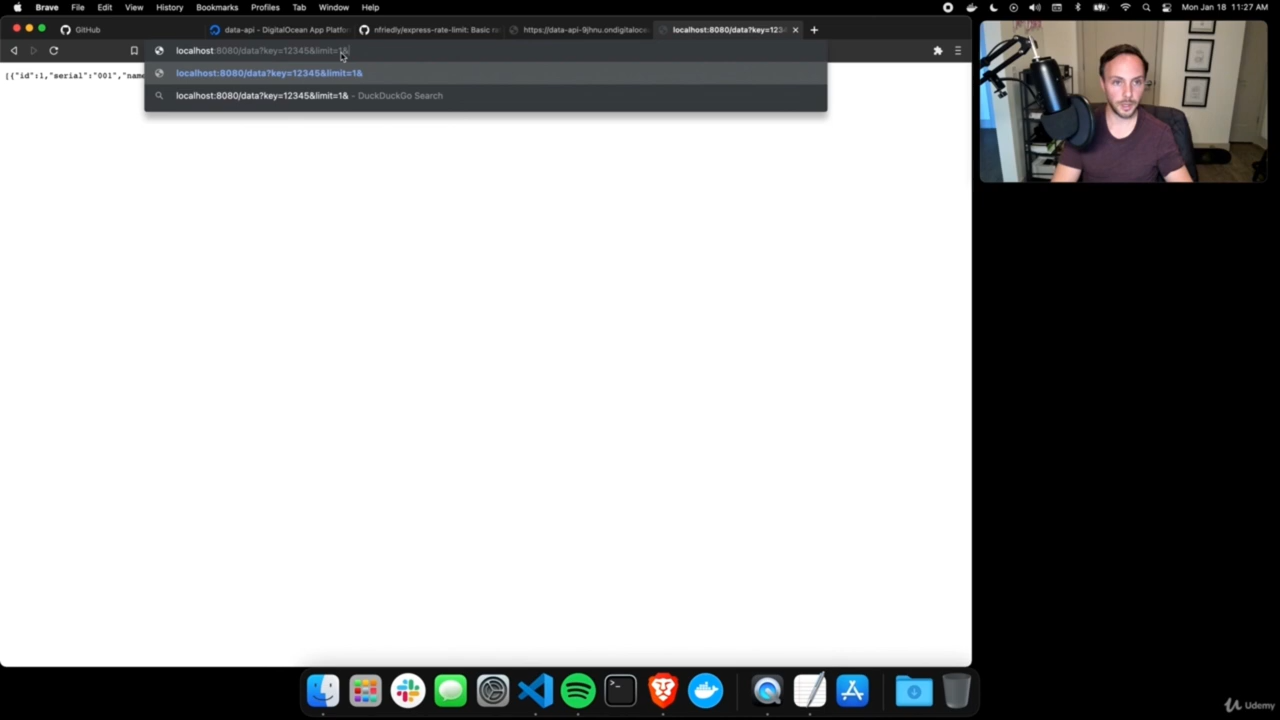 Brave File Edit View History Bookmarks Profiles Tab Window Help Mon Jan 18 11:27 AM
GitHub data-api - DigitalOcean App Platfo nfriedly/express-rate-limit: Basic ra https://data-api-9jhnu.ondigitaloce localhost:8080/data?key=123
localhost:8080/data?key=12345&limit=1&
[{"id":1,"serial":"001","name
localhost:8080/data?key=12345&limit=1&
localhost:8080/data?key=12345&limit=1& - DuckDuckGo Search
Udemy